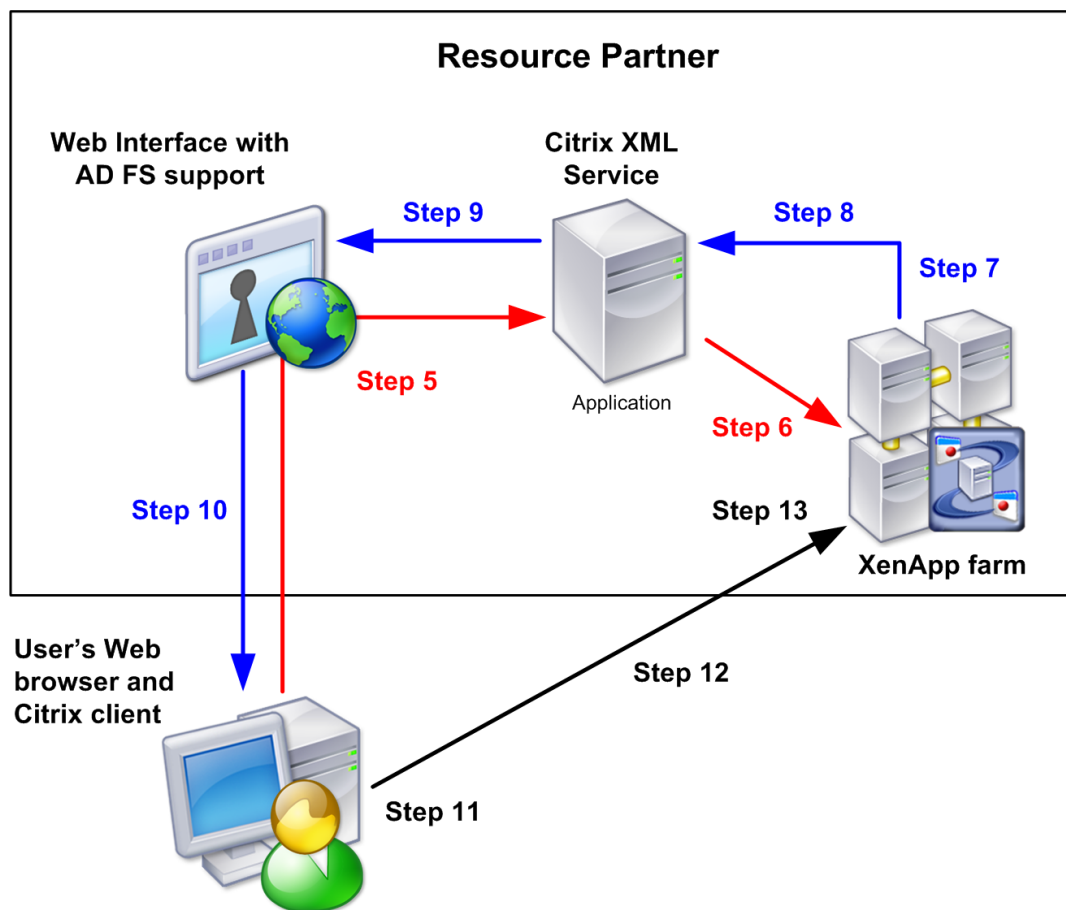 Resource Partner
Web Interface with
AD FS support
Citrix XML
Service
Step 9
Step 8
Step 7
Step 5
Application
Step 6
Step 10
Step 13
XenApp farm
User’s Web
browser and
Citrix client
Step 12
Step 11